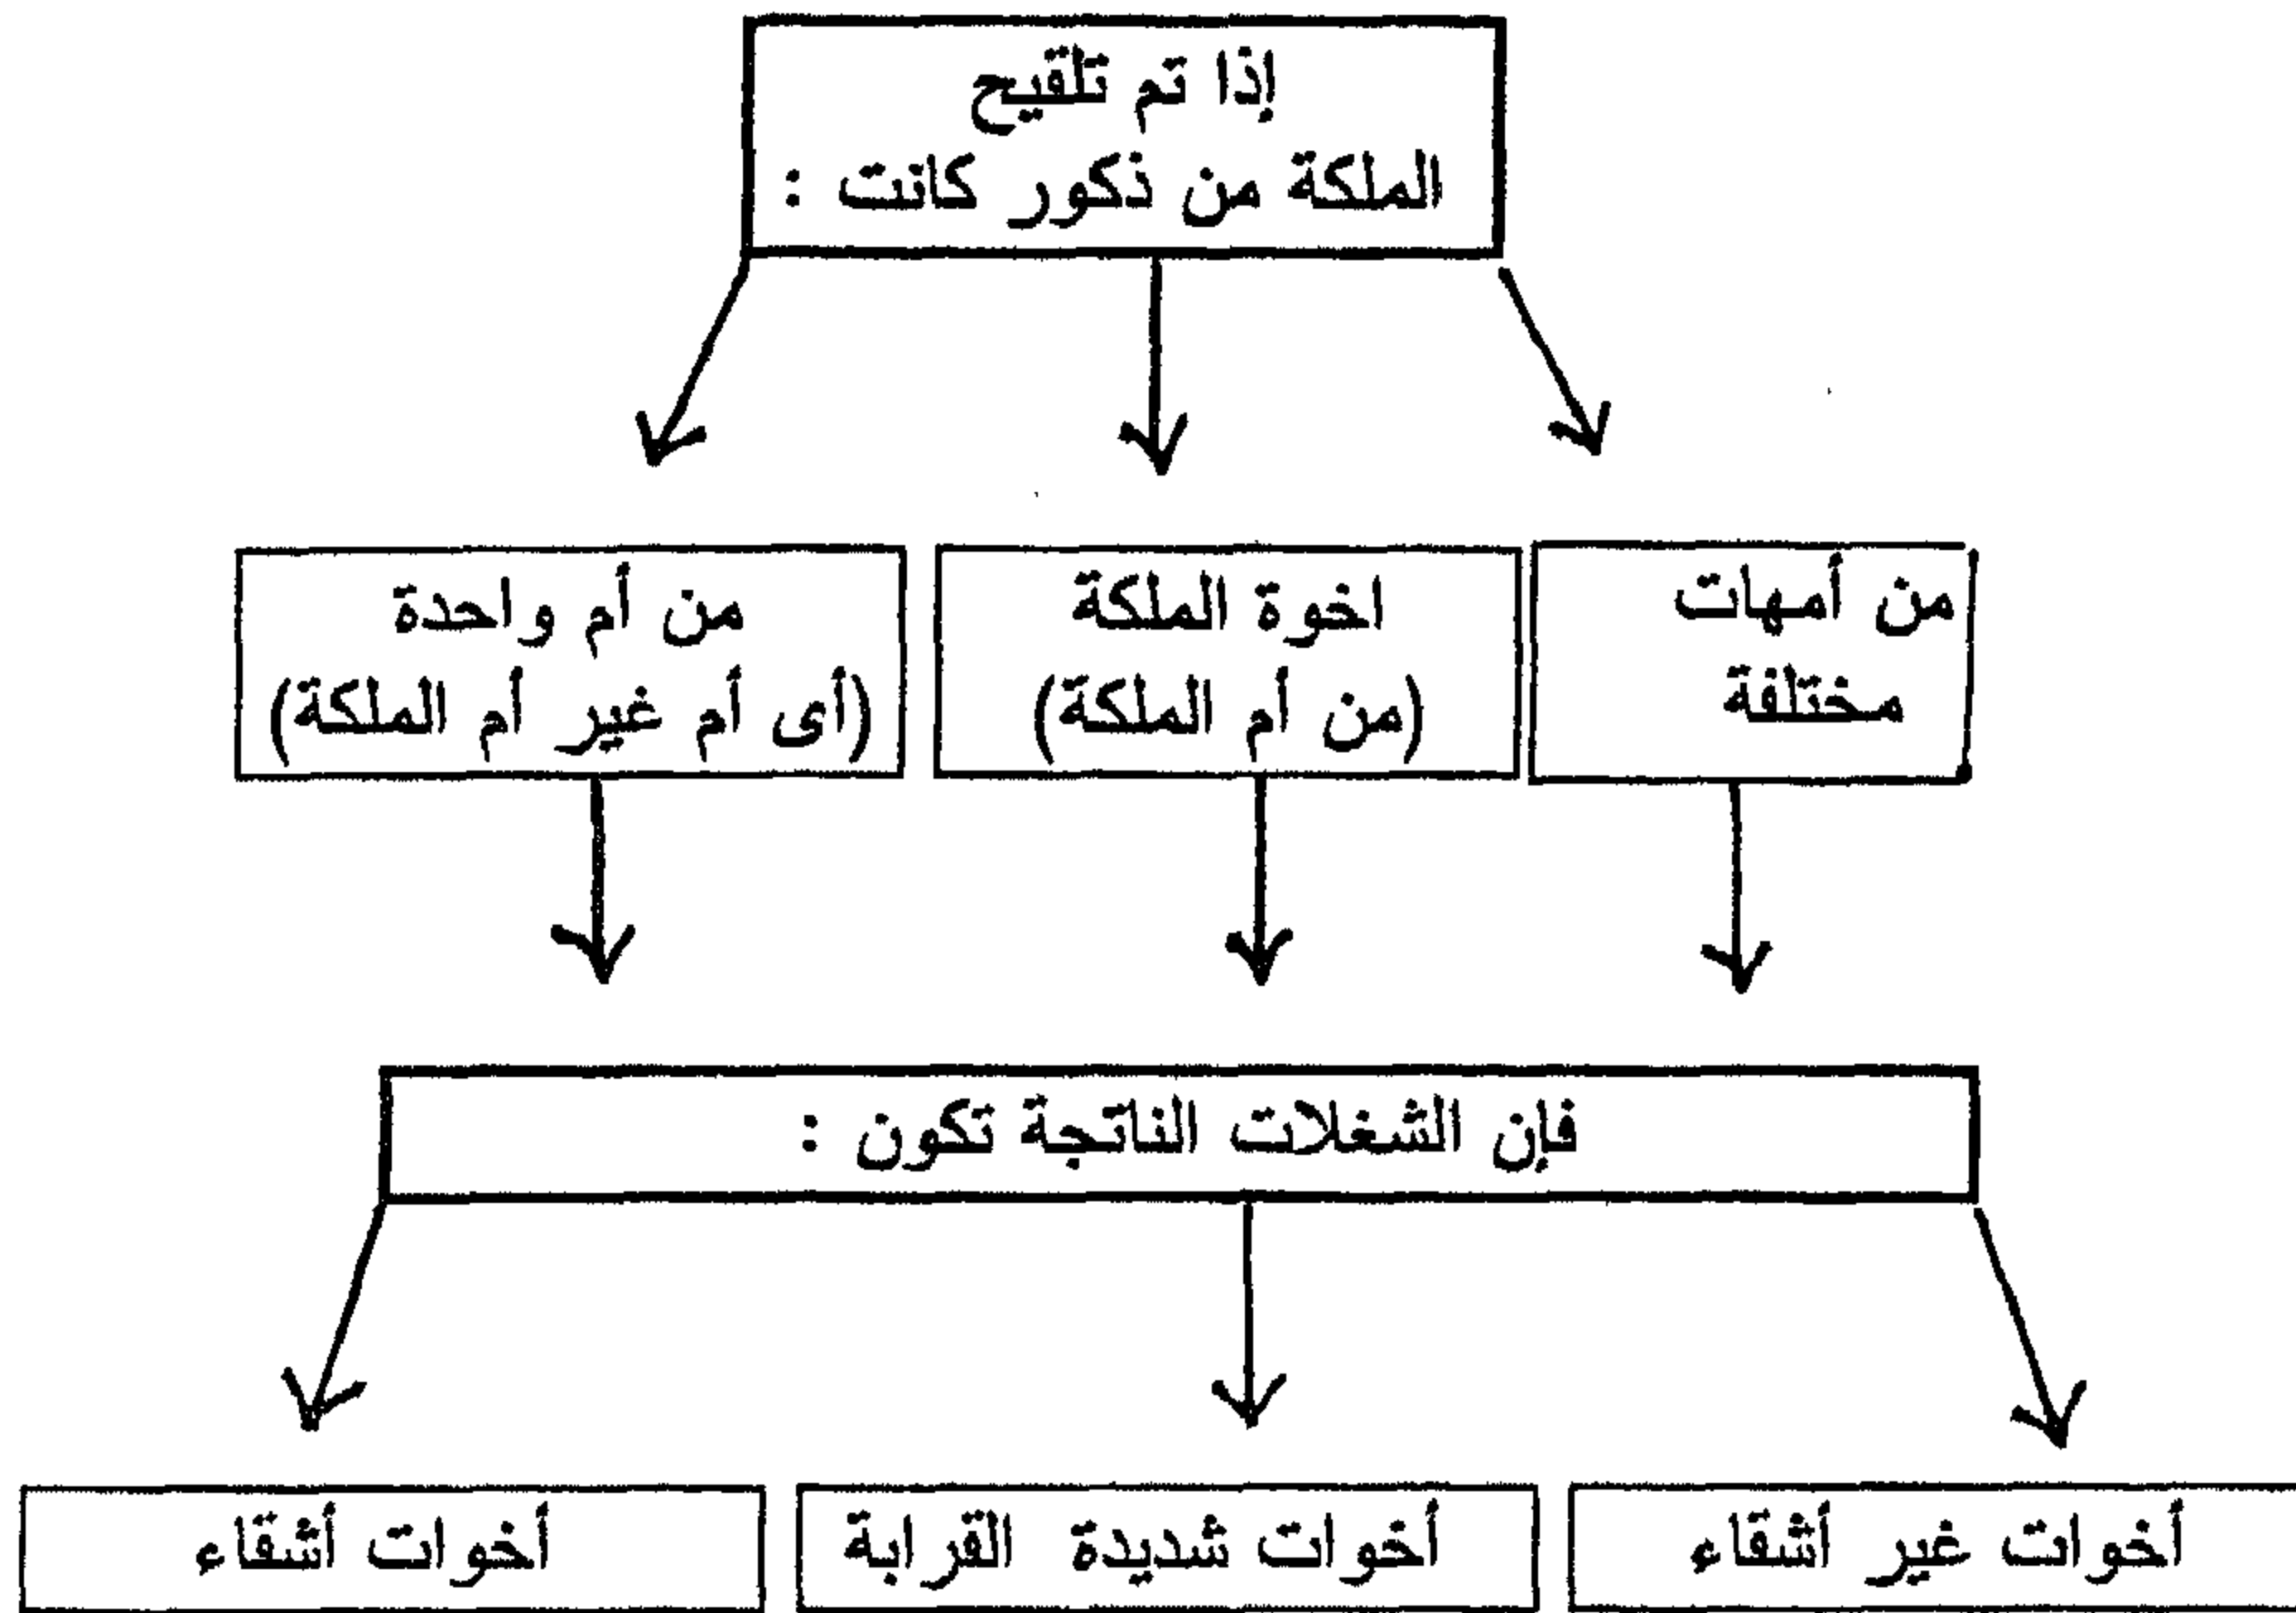 إذا تم تلقيح
الملكة من ذكور كانت :
من أمهات
مختلفة
اخوة الملكة
(من أم الملكة)
من أم واحدة
(أى أم غير أم الملكة)
فإن الشغلات الناتجة تكون :
أخوات غير أشقاء
أخوات شديدة القرابة
أخوات أشقاء